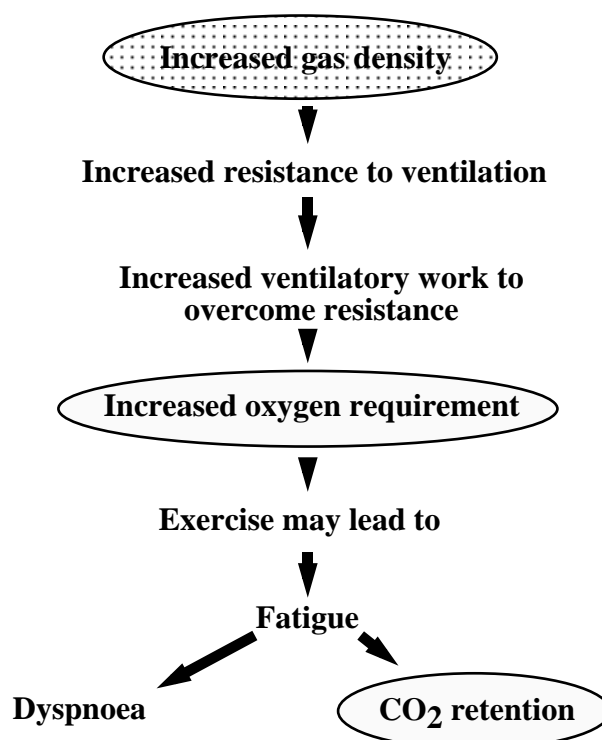 Increased gas density
Increased resistance to ventilation
Increased ventilatory work to
overcome resistance
Increased oxygen requirement
Exercise may lead to
Fatigue
Dyspnoea
CO2 retention